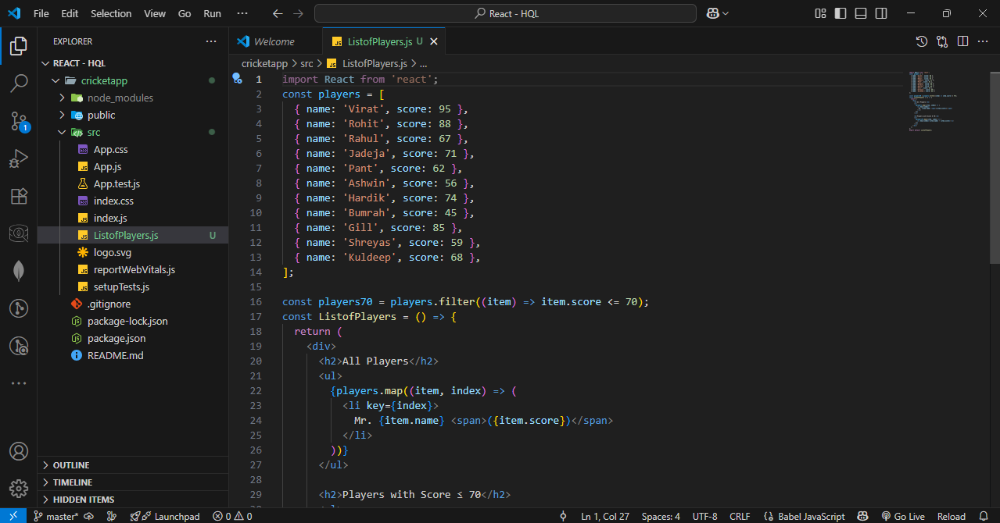 File Edit Selection View Go Run ··· React - HQL
EXPLORER ···
REACT - HQL
cricketapp
node_modules
public
src
App.css
App.js
App.test.js
index.css
index.js
ListofPlayers.js U
logo.svg
reportWebVitals.js
setupTests.js
.gitignore
package-lock.json
package.json
README.md
OUTLINE
TIMELINE
HIDDEN ITEMS
1
Welcome
JS ListofPlayers.js U
cricketapp > src > JS ListofPlayers.js > ...
1 import React from 'react';
2 const players = [
3 { name: 'Virat', score: 95 },
4 { name: 'Rohit', score: 88 },
5 { name: 'Rahul', score: 67 },
6 { name: 'Jadeja', score: 71 },
7 { name: 'Pant', score: 62 },
8 { name: 'Ashwin', score: 56 },
9 { name: 'Hardik', score: 74 },
10 { name: 'Bumrah', score: 45 },
11 { name: 'Gill', score: 85 },
12 { name: 'Shreyas', score: 59 },
13 { name: 'Kuldeep', score: 68 },
14 ];
15
16 const players70 = players.filter((item) => item.score <= 70);
17 const ListofPlayers = () => {
18 return (
19 <div>
20 <h2>All Players</h2>
21 <ul>
22 {players.map((item, index) => (
23 <li key={index}>
24 Mr. {item.name} <span>({item.score})</span>
25 </li>
26 ))}
27 </ul>
28
29 <h2>Players with Score ≤ 70</h2>
master* Launchpad 0 0 Ln 1, Col 27 Spaces: 4 UTF-8 CRLF {} Babel JavaScript Go Live Reload